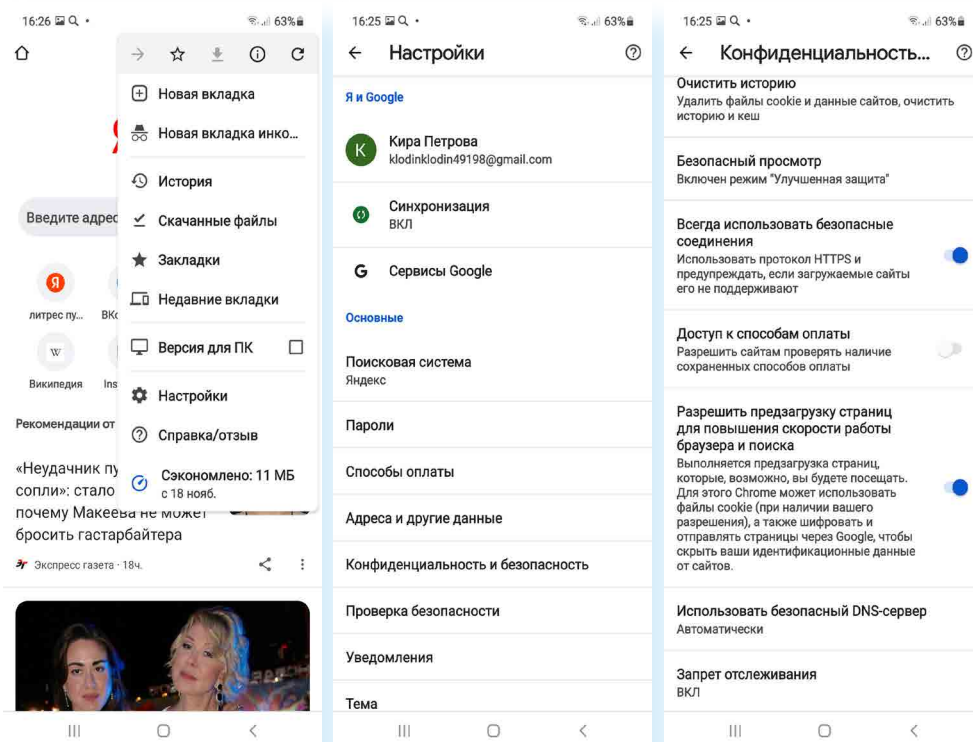 16:26
63%
Новая вкладка
Новая вкладка инко...
История
Скачанные файлы
Закладки
Недавние вкладки
Версия для ПК
Настройки
Справка/отзыв
Сэкономлено: 11 МБ
с 18 нояб.
Я
Введите адрес
Я
литрес пу...
ВКо
W
Википедия
Ins
Рекомендации от
«Неудачник пу
сопли»: стало
почему Макеева не может
бросить гастарбайтера
ЭГ Экспресс газета · 18ч.
16:25
63%
Настройки
Я и Google
К
Кира Петрова
klodinklodin49198@gmail.com
Синхронизация
ВКЛ
G Сервисы Google
Основные
Поисковая система
Яндекс
Пароли
Способы оплаты
Адреса и другие данные
Конфиденциальность и безопасность
Проверка безопасности
Уведомления
Тема
16:25
63%
Конфиденциальность...
Очистить историю
Удалить файлы cookie и данные сайтов, очистить
историю и кеш
Безопасный просмотр
Включен режим "Улучшенная защита"
Всегда использовать безопасные
соединения
Использовать протокол HTTPS и
предупреждать, если загружаемые сайты
его не поддерживают
Доступ к способам оплаты
Разрешить сайтам проверять наличие
сохраненных способов оплаты
Разрешить предзагрузку страниц
для повышения скорости работы
браузера и поиска
Выполняется предзагрузка страниц,
которые, возможно, вы будете посещать.
Для этого Chrome может использовать
файлы cookie (при наличии вашего
разрешения), а также шифровать и
отправлять страницы через Google, чтобы
скрыть ваши идентификационные данные
от сайтов.
Использовать безопасный DNS-сервер
Автоматически
Запрет отслеживания
ВКЛ